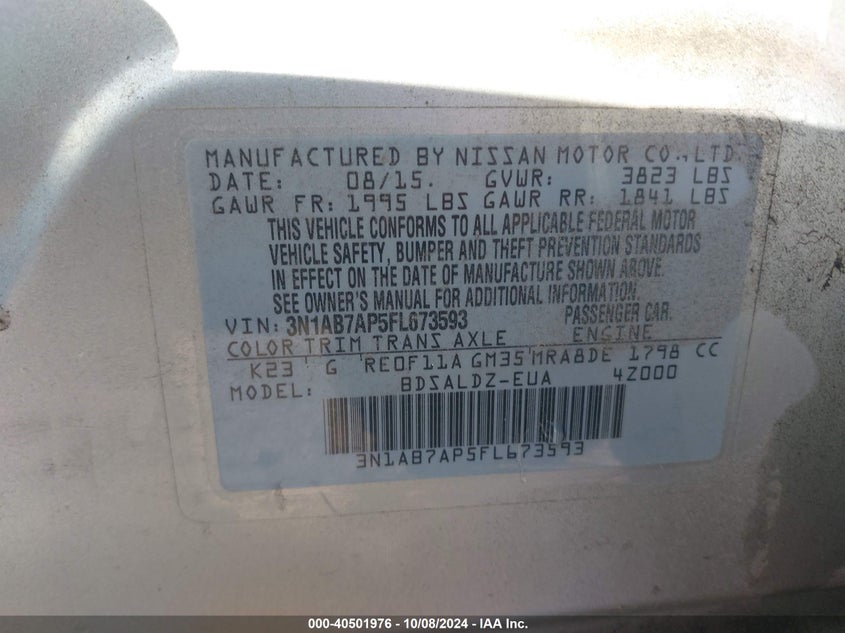 MANUFACTURED BY NISSAN MOTOR CO., LTD.
DATE: 08/15. GVWR: 3823 LBS
GAWR FR: 1995 LBS GAWR RR: 1841 LBS
THIS VEHICLE CONFORMS TO ALL APPLICABLE FEDERAL MOTOR
VEHICLE SAFETY, BUMPER AND THEFT PREVENTION STANDARDS
IN EFFECT ON THE DATE OF MANUFACTURE SHOWN ABOVE.
SEE OWNER'S MANUAL FOR ADDITIONAL INFORMATION.
VIN: 3N1AB7AP5FL673593 PASSENGER CAR.
COLOR TRIM TRANS AXLE ENGINE
K23 G RE0F11A GM35 MRA8DE 1798 CC
MODEL: BDSALDZ-EUA 4Z000
3N1AB7AP5FL673593
000-40501976 - 10/08/2024 - IAA Inc.